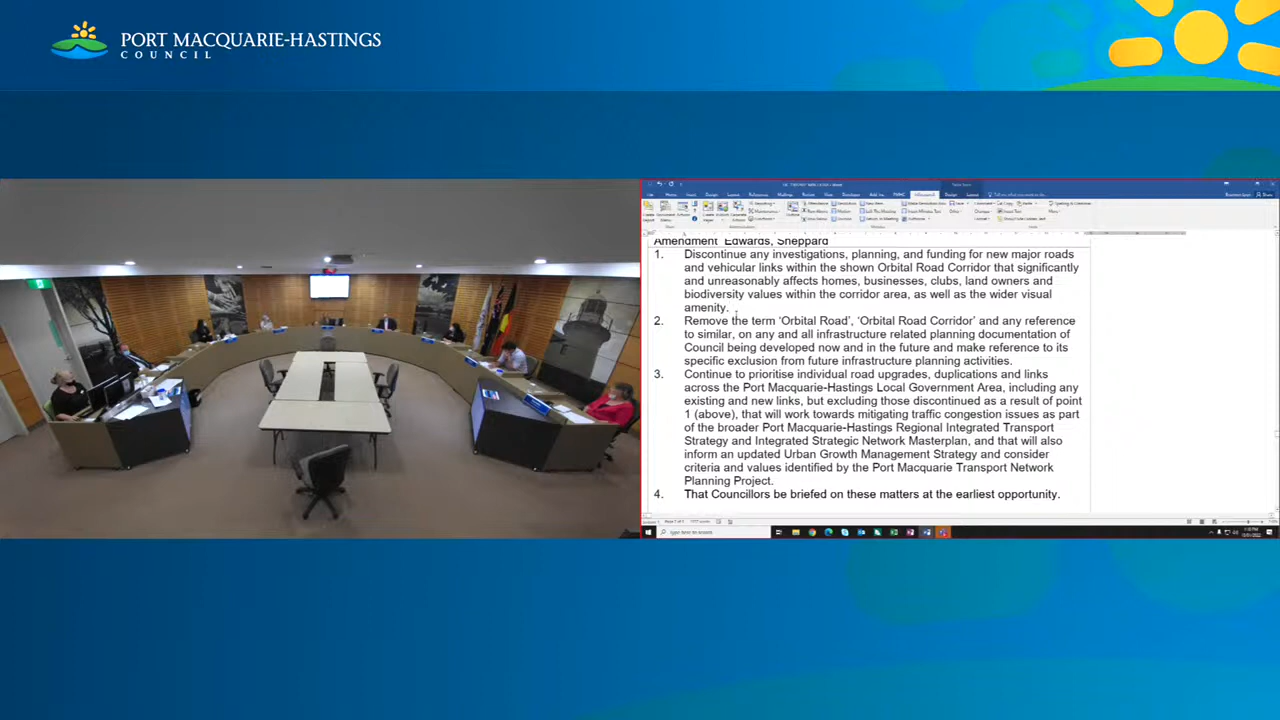 PORT MACQUARIE-HASTINGS
COUNCIL
Amendment Edwards, Sheppard
1. Discontinue any investigations, planning, and funding for new major roads
and vehicular links within the shown Orbital Road Corridor that significantly
and unreasonably affects homes, businesses, clubs, land owners and
biodiversity values within the corridor area, as well as the wider visual
amenity.
2. Remove the term ‘Orbital Road’, ‘Orbital Road Corridor’ and any reference
to similar, on any and all infrastructure related planning documentation of
Council being developed now and in the future and make reference to its
specific exclusion from future infrastructure planning activities.
3. Continue to prioritise individual road upgrades, duplications and links
across the Port Macquarie-Hastings Local Government Area, including any
existing and new links, but excluding those discontinued as a result of point
1 (above), that will work towards mitigating traffic congestion issues as part
of the broader Port Macquarie-Hastings Regional Integrated Transport
Strategy and Integrated Strategic Network Masterplan, and that will also
inform an updated Urban Growth Management Strategy and consider
criteria and values identified by the Port Macquarie Transport Network
Planning Project.
4. That Councillors be briefed on these matters at the earliest opportunity.
Type here to search